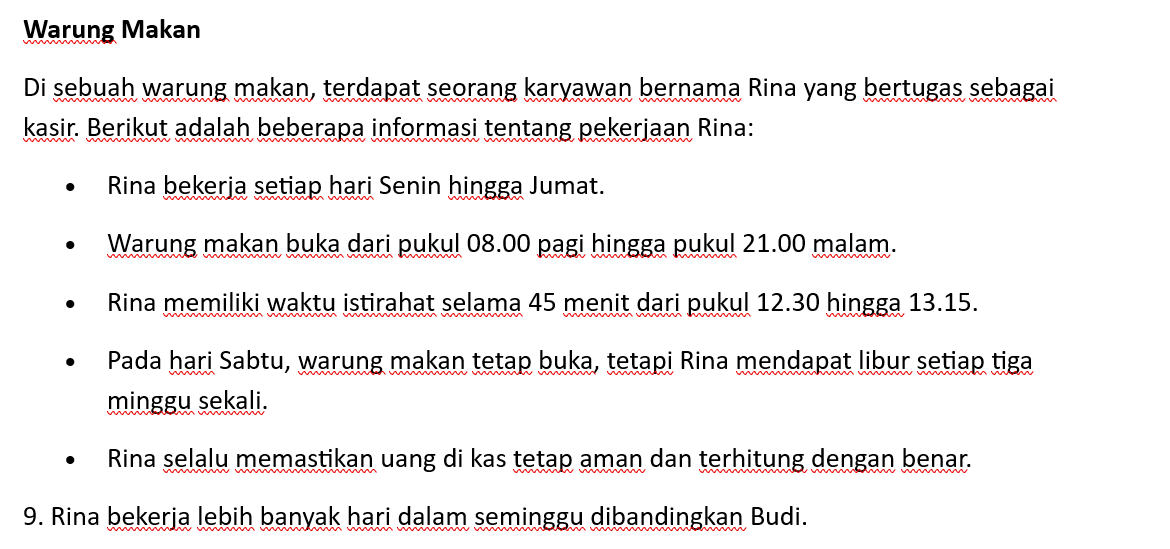 Warung Makan
Di sebuah warung makan, terdapat seorang karyawan bernama Rina yang bertugas sebagai
kasir. Berikut adalah beberapa informasi tentang pekerjaan Rina:
• Rina bekerja setiap hari Senin hingga Jumat.
• Warung makan buka dari pukul 08.00 pagi hingga pukul 21.00 malam.
• Rina memiliki waktu istirahat selama 45 menit dari pukul 12.30 hingga 13.15.
• Pada hari Sabtu, warung makan tetap buka, tetapi Rina mendapat libur setiap tiga
minggu sekali.
• Rina selalu memastikan uang di kas tetap aman dan terhitung dengan benar.
9. Rina bekerja lebih banyak hari dalam seminggu dibandingkan Budi.